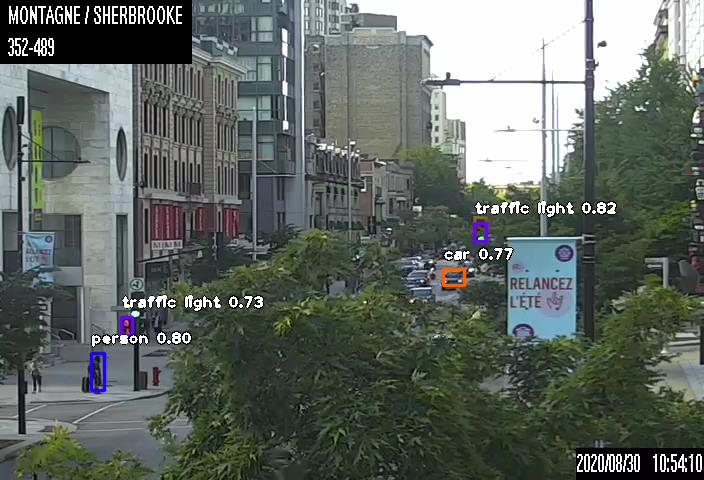 MONTAGNE / SHERBROOKE
352-489
traffic light 0.82
car 0.77
traffic light 0.73
person 0.80
RELANCEZ
L'ÉTÉ
2020/08/30 10:54:10